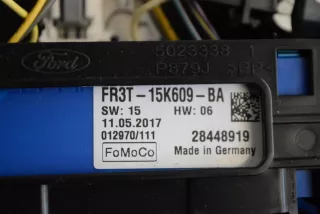 Ford
5023338 1
FR3T-15K609-BA
SW: 15 HW: 06
11.05.2017
012970/111 28448919
FoMoCo Made in Germany